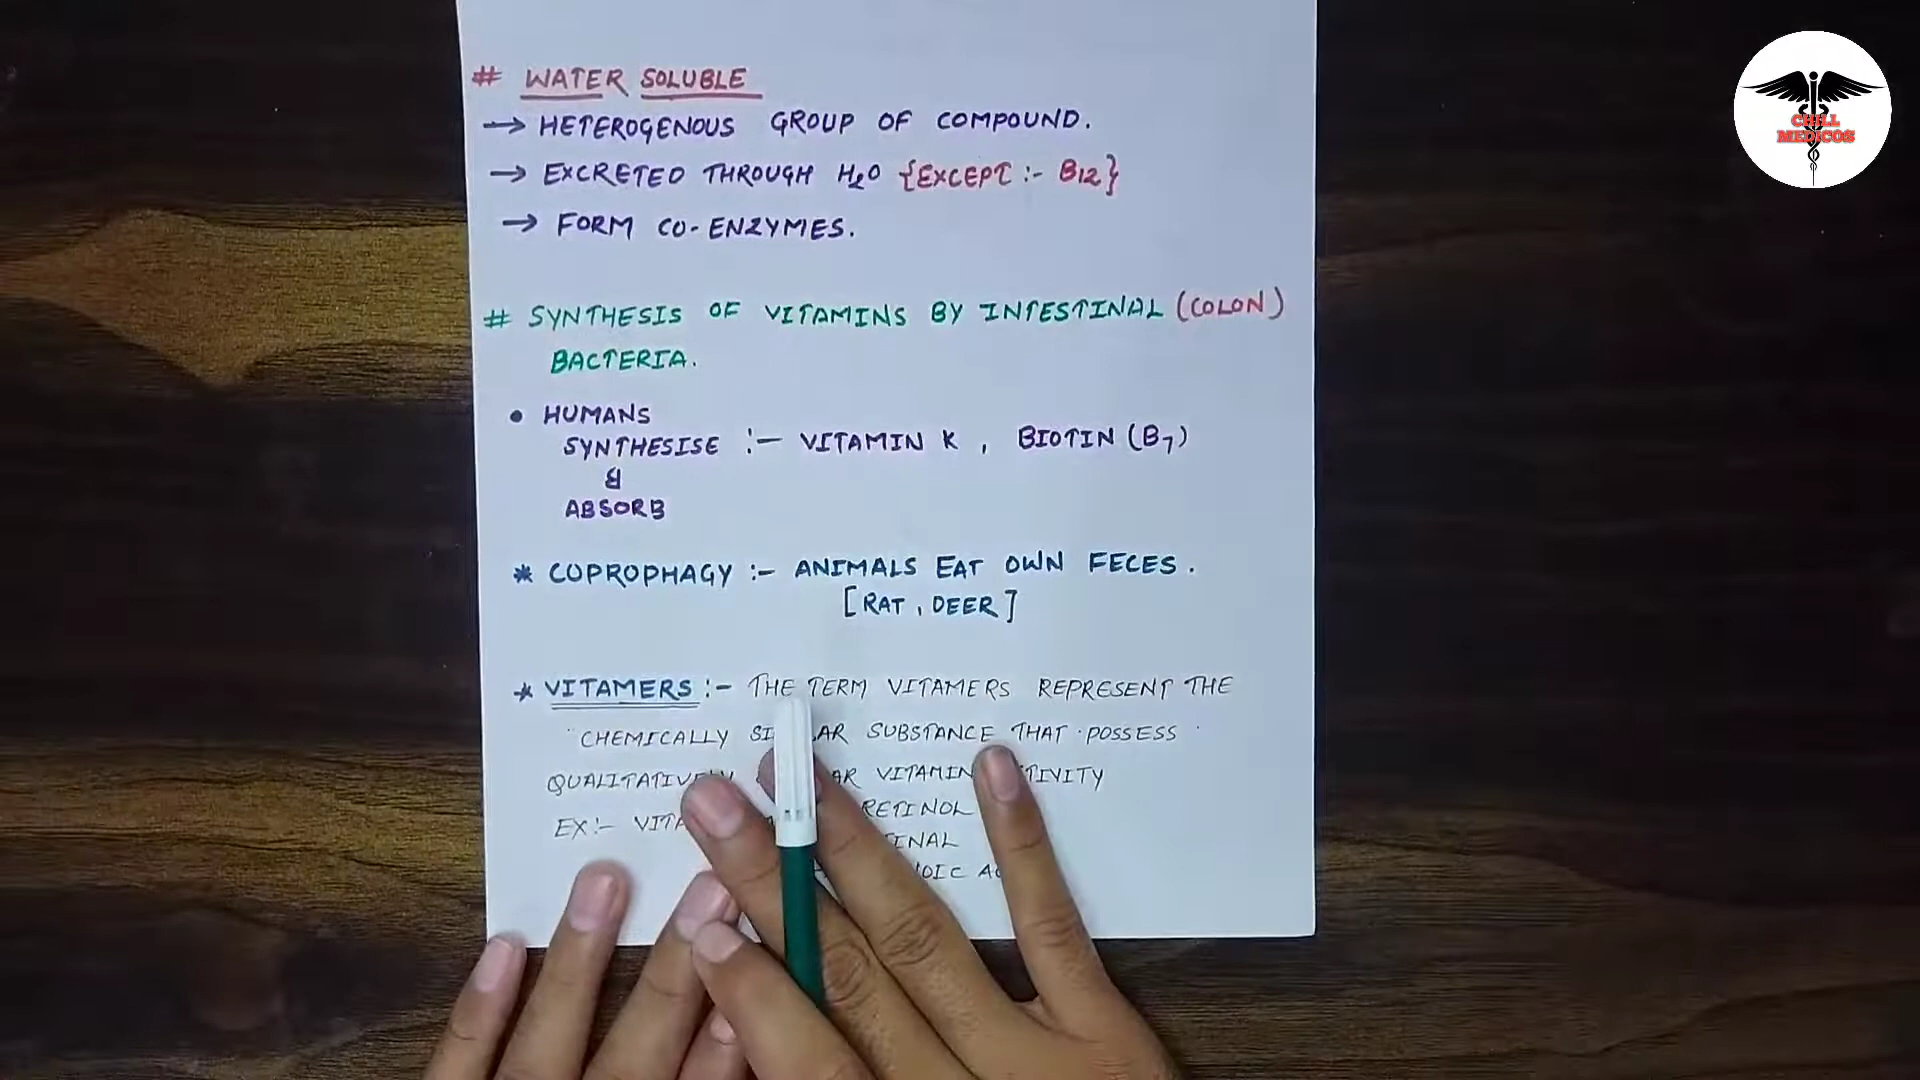 # WATER SOLUBLE
→ HETEROGENOUS GROUP OF COMPOUND.
→ EXCRETED THROUGH H₂O {EXCEPT :- B12}
→ FORM CO-ENZYMES.
# SYNTHESIS OF VITAMINS BY INTESTINAL (COLON)
BACTERIA.
• HUMANS
SYNTHESISE :- VITAMIN K, BIOTIN (B7)
&
ABSORB
* COPROPHAGY :- ANIMALS EAT OWN FECES.
[RAT, DEER]
* VITAMERS :- THE TERM VITAMERS REPRESENT THE
CHEMICALLY SUBSTANCE THAT POSSESS
QUALITATIVELY VITAMIN
EX:- RETINOL
CHILL
MEDICOS